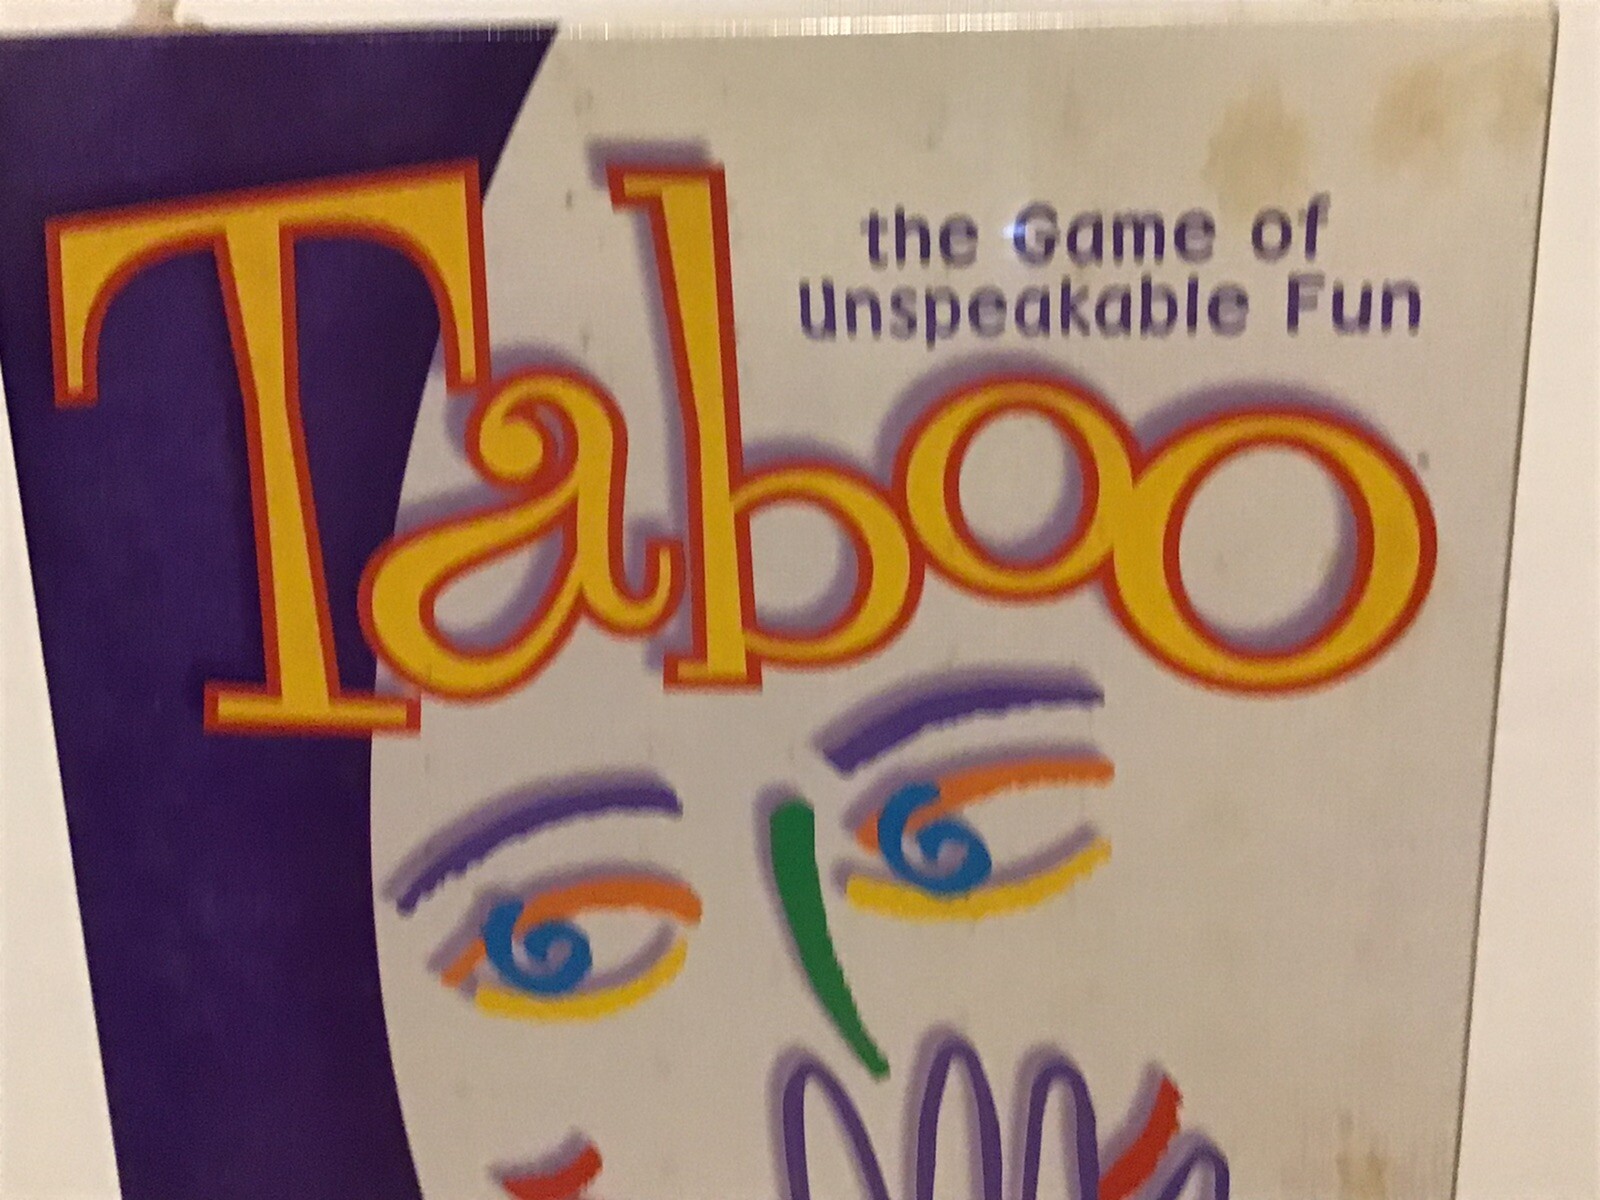 Taboo
the Game of
Unspeakable Fun